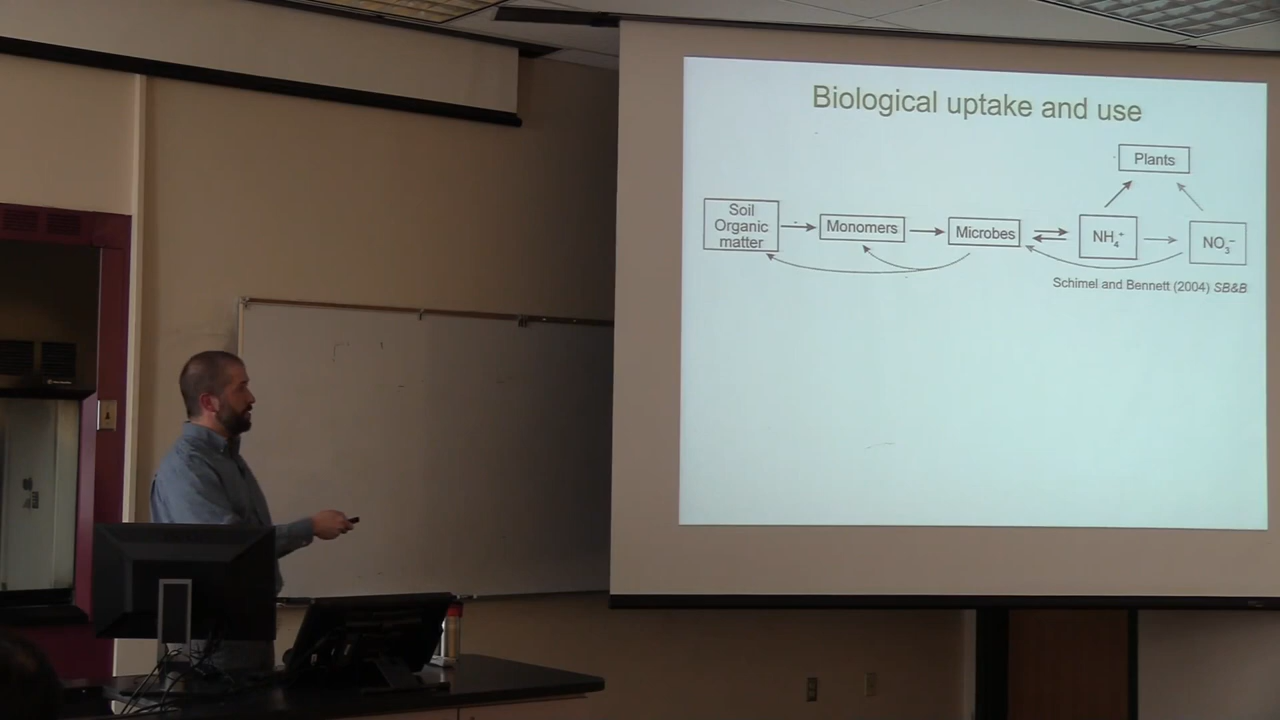 Biological uptake and use
Plants
Soil
Organic
matter
Monomers
Microbes
NH₄⁺
NO₃⁻
Schimel and Bennett (2004) SB&B